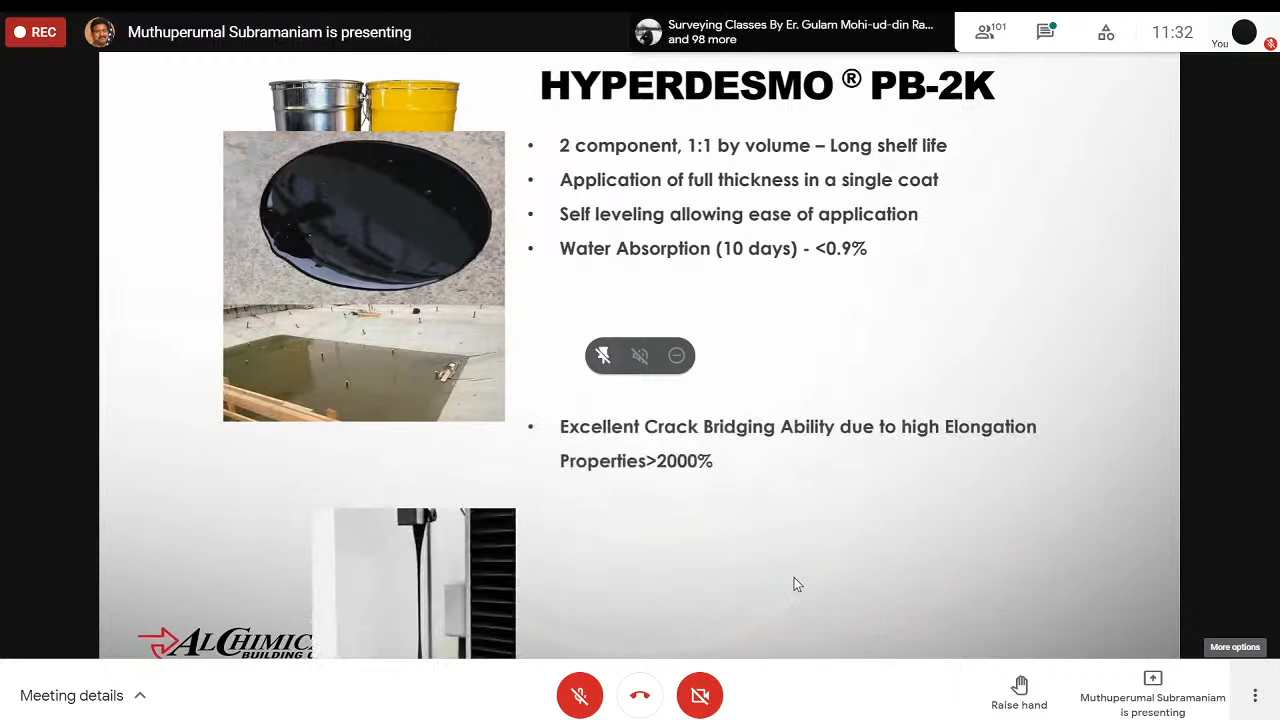 REC
Muthuperumal Subramaniam is presenting
Surveying Classes By Er. Gulam Mohi-ud-din Ra...
and 98 more
101
11:32
You
HYPERDESMO ® PB-2K
• 2 component, 1:1 by volume – Long shelf life
• Application of full thickness in a single coat
• Self leveling allowing ease of application
• Water Absorption (10 days) - <0.9%
• Excellent Crack Bridging Ability due to high Elongation
Properties>2000%
ALCHIMIC
BUILDING C
More options
Meeting details
Raise hand
Muthuperumal Subramaniam
is presenting